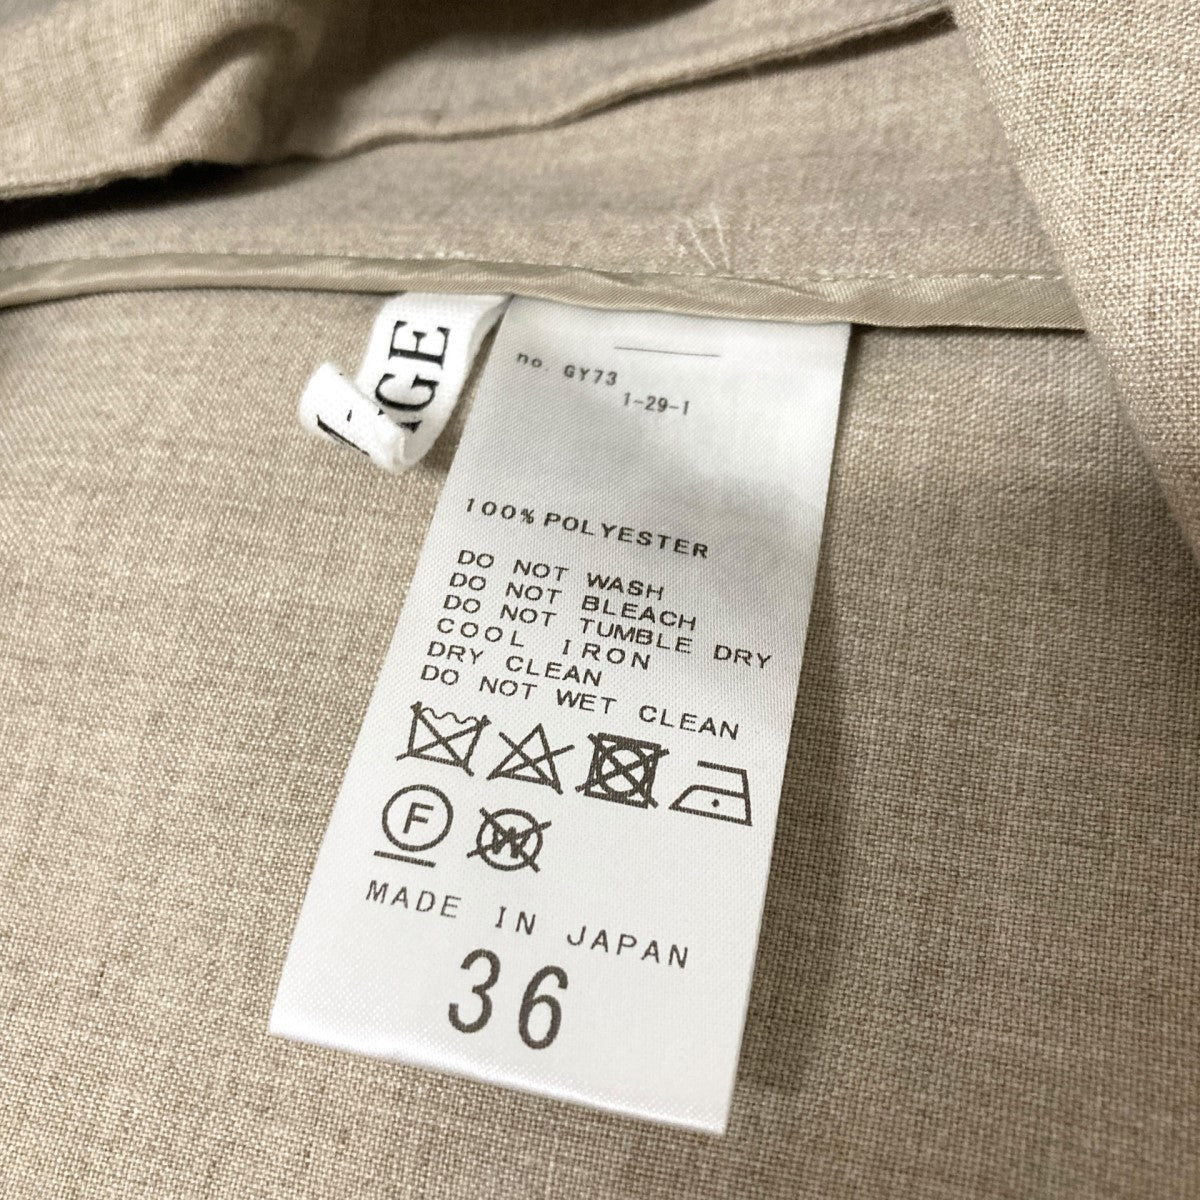 no. GY73
1-29-1
100% POLYESTER
DO NOT WASH
DO NOT BLEACH
DO NOT TUMBLE DRY
COOL IRON
DRY CLEAN
DO NOT WET CLEAN
F
W
MADE IN JAPAN
36